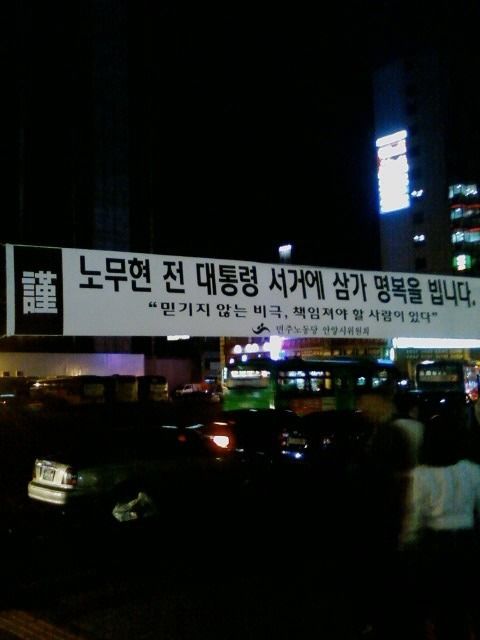 謹
노무현 전 대통령 서거에 삼가 명복을 빕니다.
“믿기지 않는 비극, 책임져야 할 사람이 있다”
민주노동당 안양시위원회